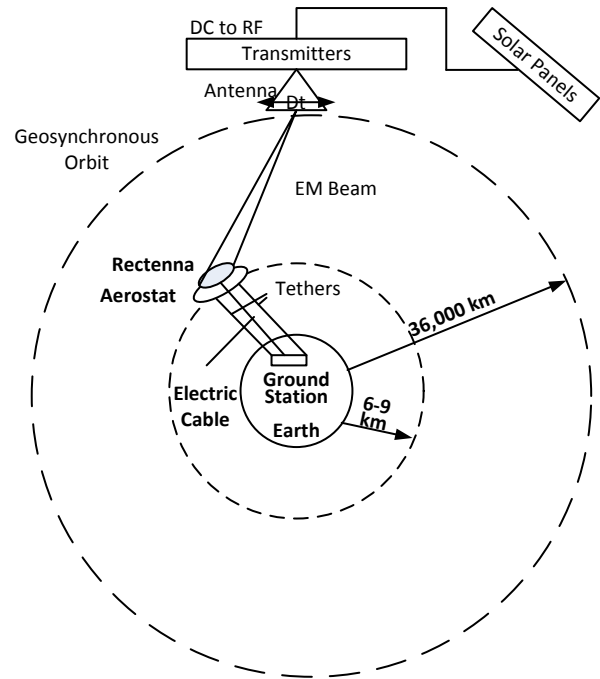 DC to RF
Transmitters
Solar Panels
Antenna
Dt
Geosynchronous
Orbit
EM Beam
Rectenna
Aerostat
Tethers
36,000 km
Electric
Cable
Ground
Station
Earth
6-9
km